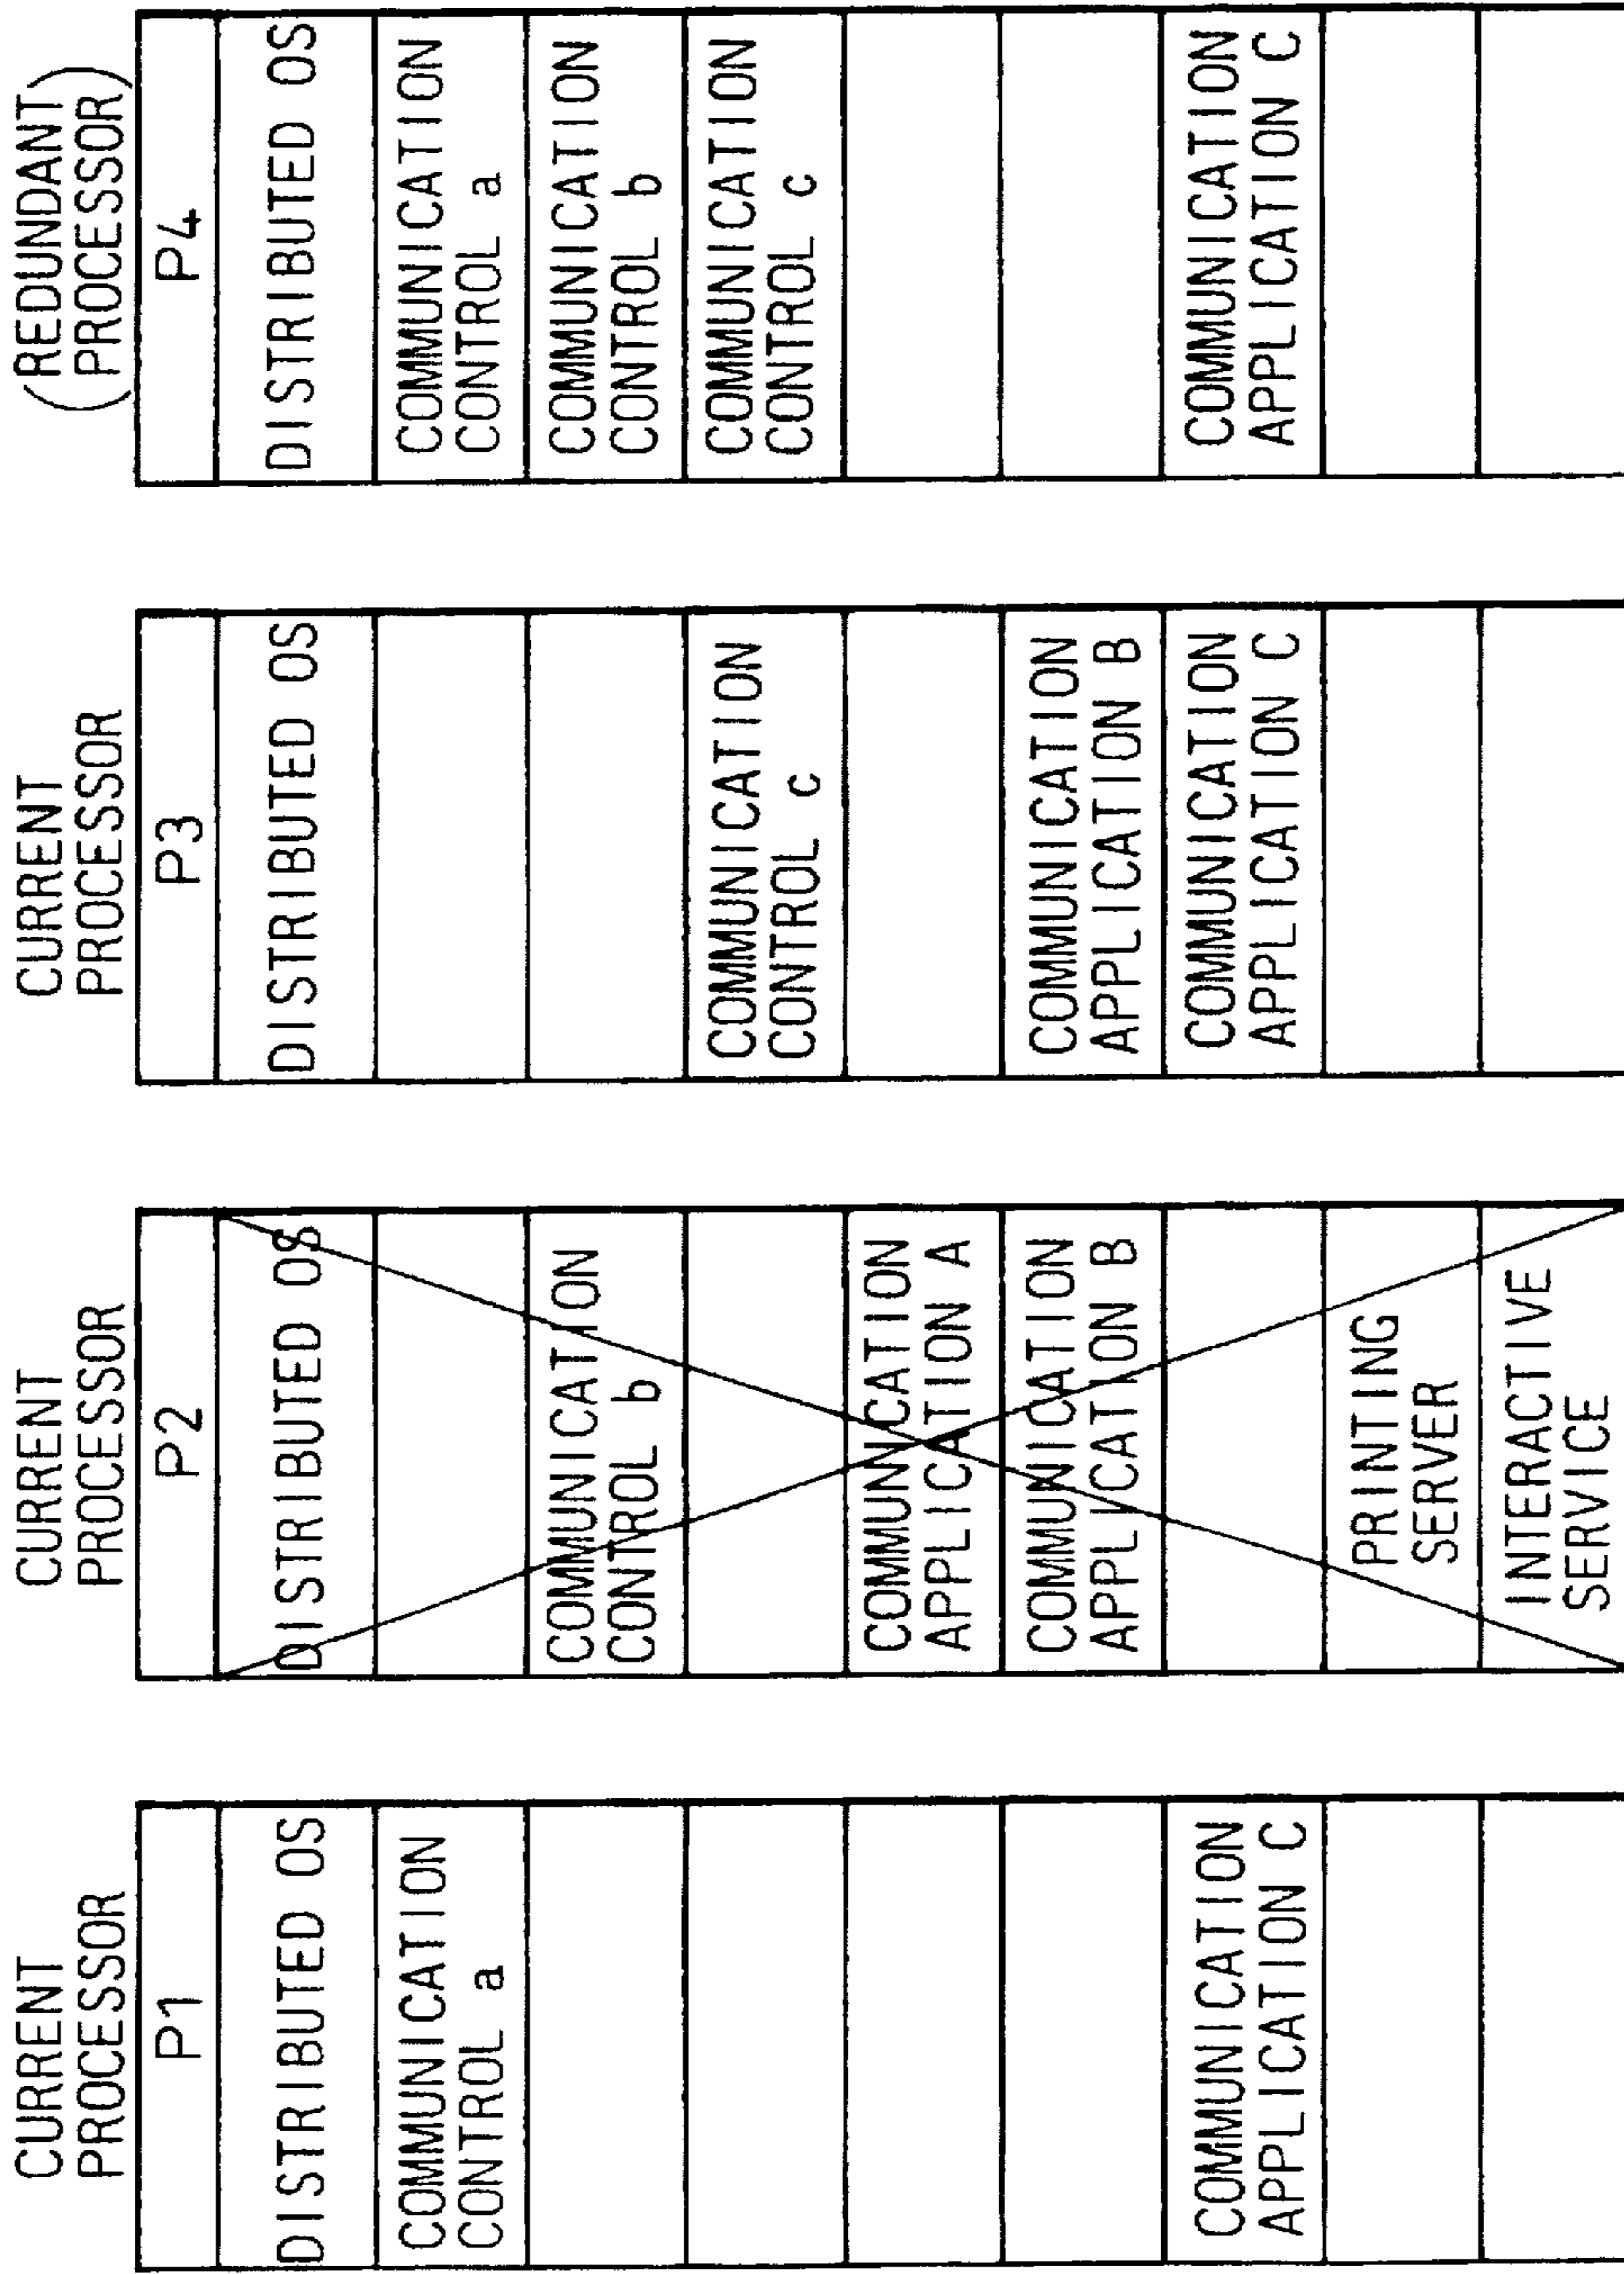 CURRENT
PROCESSOR
P1
DISTRIBUTED OS
COMMUNICATION
CONTROL a
COMMUNICATION
APPLICATION C
CURRENT
PROCESSOR
P2
DISTRIBUTED OS
COMMUNICATION
CONTROL b
COMMUNICATION
APPLICATION A
COMMUNICATION
APPLICATION B
PRINTING
SERVER
INTERACTIVE
SERVICE
CURRENT
PROCESSOR
P3
DISTRIBUTED OS
COMMUNICATION
CONTROL c
COMMUNICATION
APPLICATION B
COMMUNICATION
APPLICATION C
(REDUNDANT
PROCESSOR)
P4
DISTRIBUTED OS
COMMUNICATION
CONTROL a
COMMUNICATION
CONTROL b
COMMUNICATION
CONTROL c
COMMUNICATION
APPLICATION C